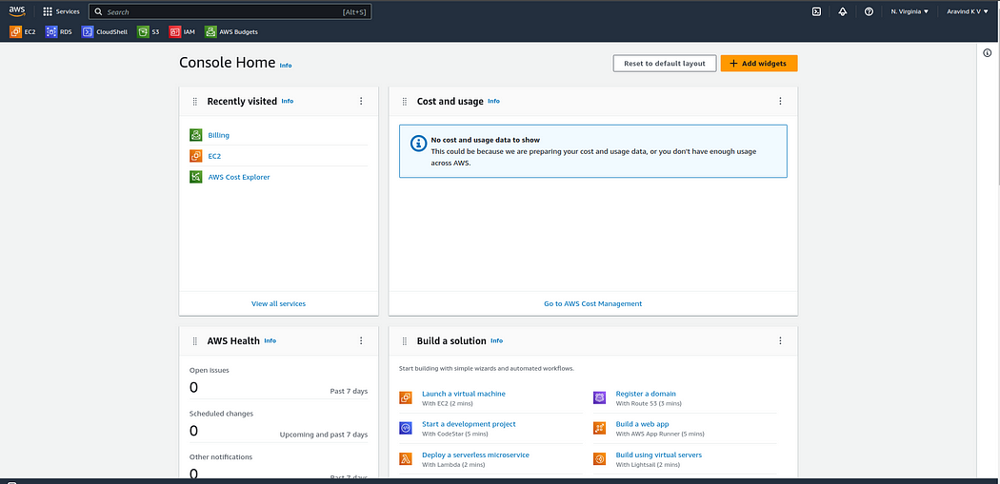 aws
Services
Search
[Alt+S]
N. Virginia
Aravind K V
EC2
RDS
CloudShell
S3
IAM
AWS Budgets
Console Home Info
Reset to default layout
Add widgets
Recently visited Info
Billing
EC2
AWS Cost Explorer
View all services
Cost and usage Info
No cost and usage data to show
This could be because we are preparing your cost and usage data, or you don't have enough usage
across AWS.
Go to AWS Cost Management
AWS Health Info
Open issues
0
Past 7 days
Scheduled changes
0
Upcoming and past 7 days
Other notifications
0
Past 7 days
Build a solution Info
Start building with simple wizards and automated workflows.
Launch a virtual machine
With EC2 (2 mins)
Register a domain
With Route 53 (3 mins)
Start a development project
With CodeStar (5 mins)
Build a web app
With AWS App Runner (5 mins)
Deploy a serverless microservice
With Lambda (2 mins)
Build using virtual servers
With Lightsail (2 mins)